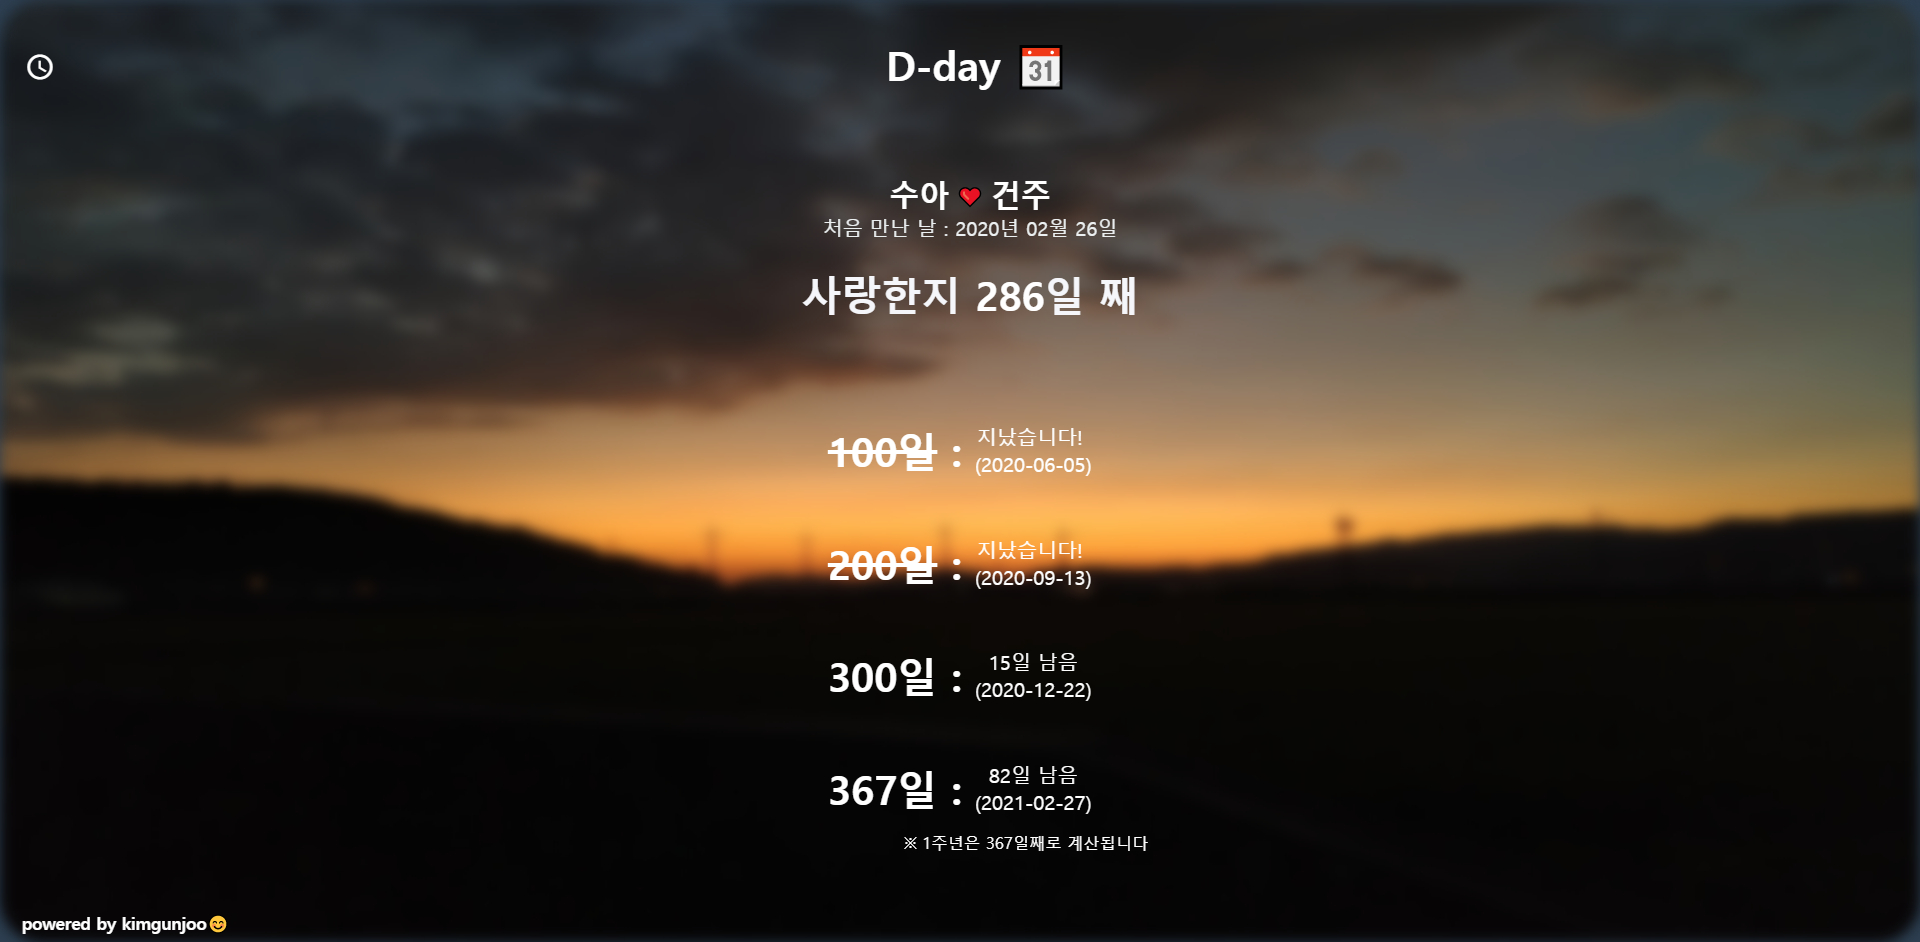 D-day 📅
31
수아 ❤ 건주
처음 만난 날 : 2020년 02월 26일
사랑한지 286일 째
100일 : 지났습니다!
(2020-06-05)
200일 : 지났습니다!
(2020-09-13)
300일 : 15일 남음
(2020-12-22)
367일 : 82일 남음
(2021-02-27)
※ 1주년은 367일째로 계산됩니다
powered by kimgunjoo😊